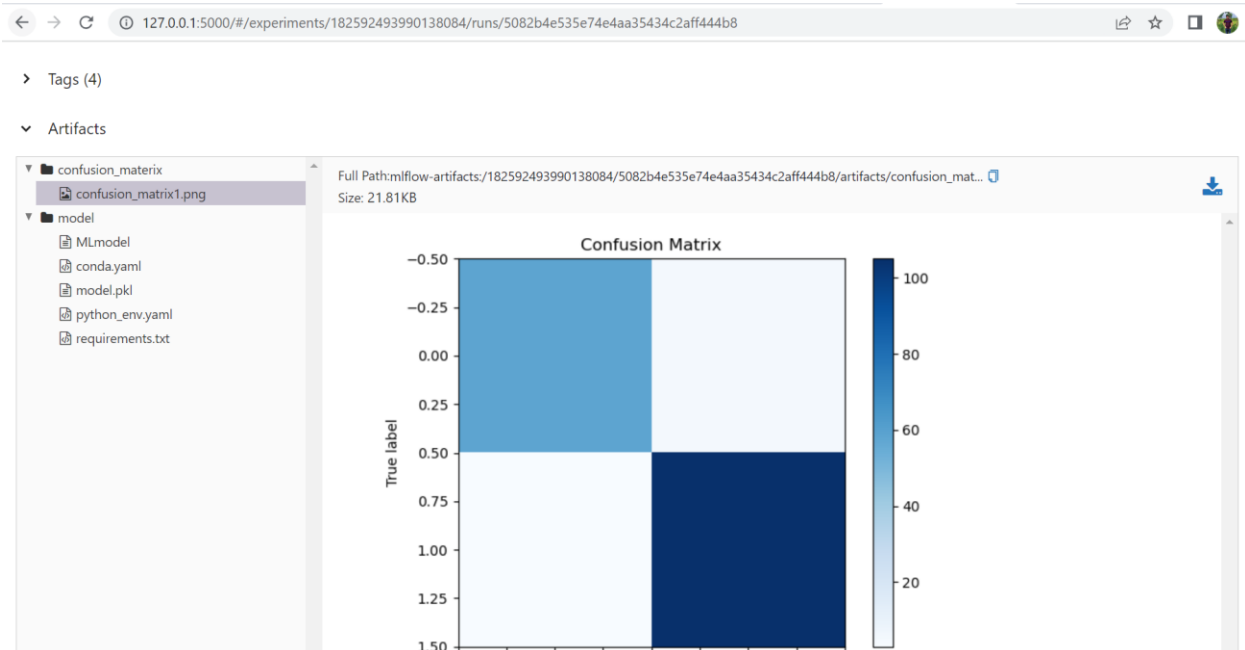 127.0.0.1:5000/#/experiments/182592493990138084/runs/5082b4e535e74e4aa35434c2aff444b8
Tags (4)
Artifacts
confusion_materix
confusion_matrix1.png
model
MLmodel
conda.yaml
model.pkl
python_env.yaml
requirements.txt
Full Path:mlflow-artifacts:/182592493990138084/5082b4e535e74e4aa35434c2aff444b8/artifacts/confusion_mat...
Size: 21.81KB
Confusion Matrix
−0.50
−0.25
0.00
0.25
0.50
0.75
1.00
1.25
1.50
True label
100
80
60
40
20